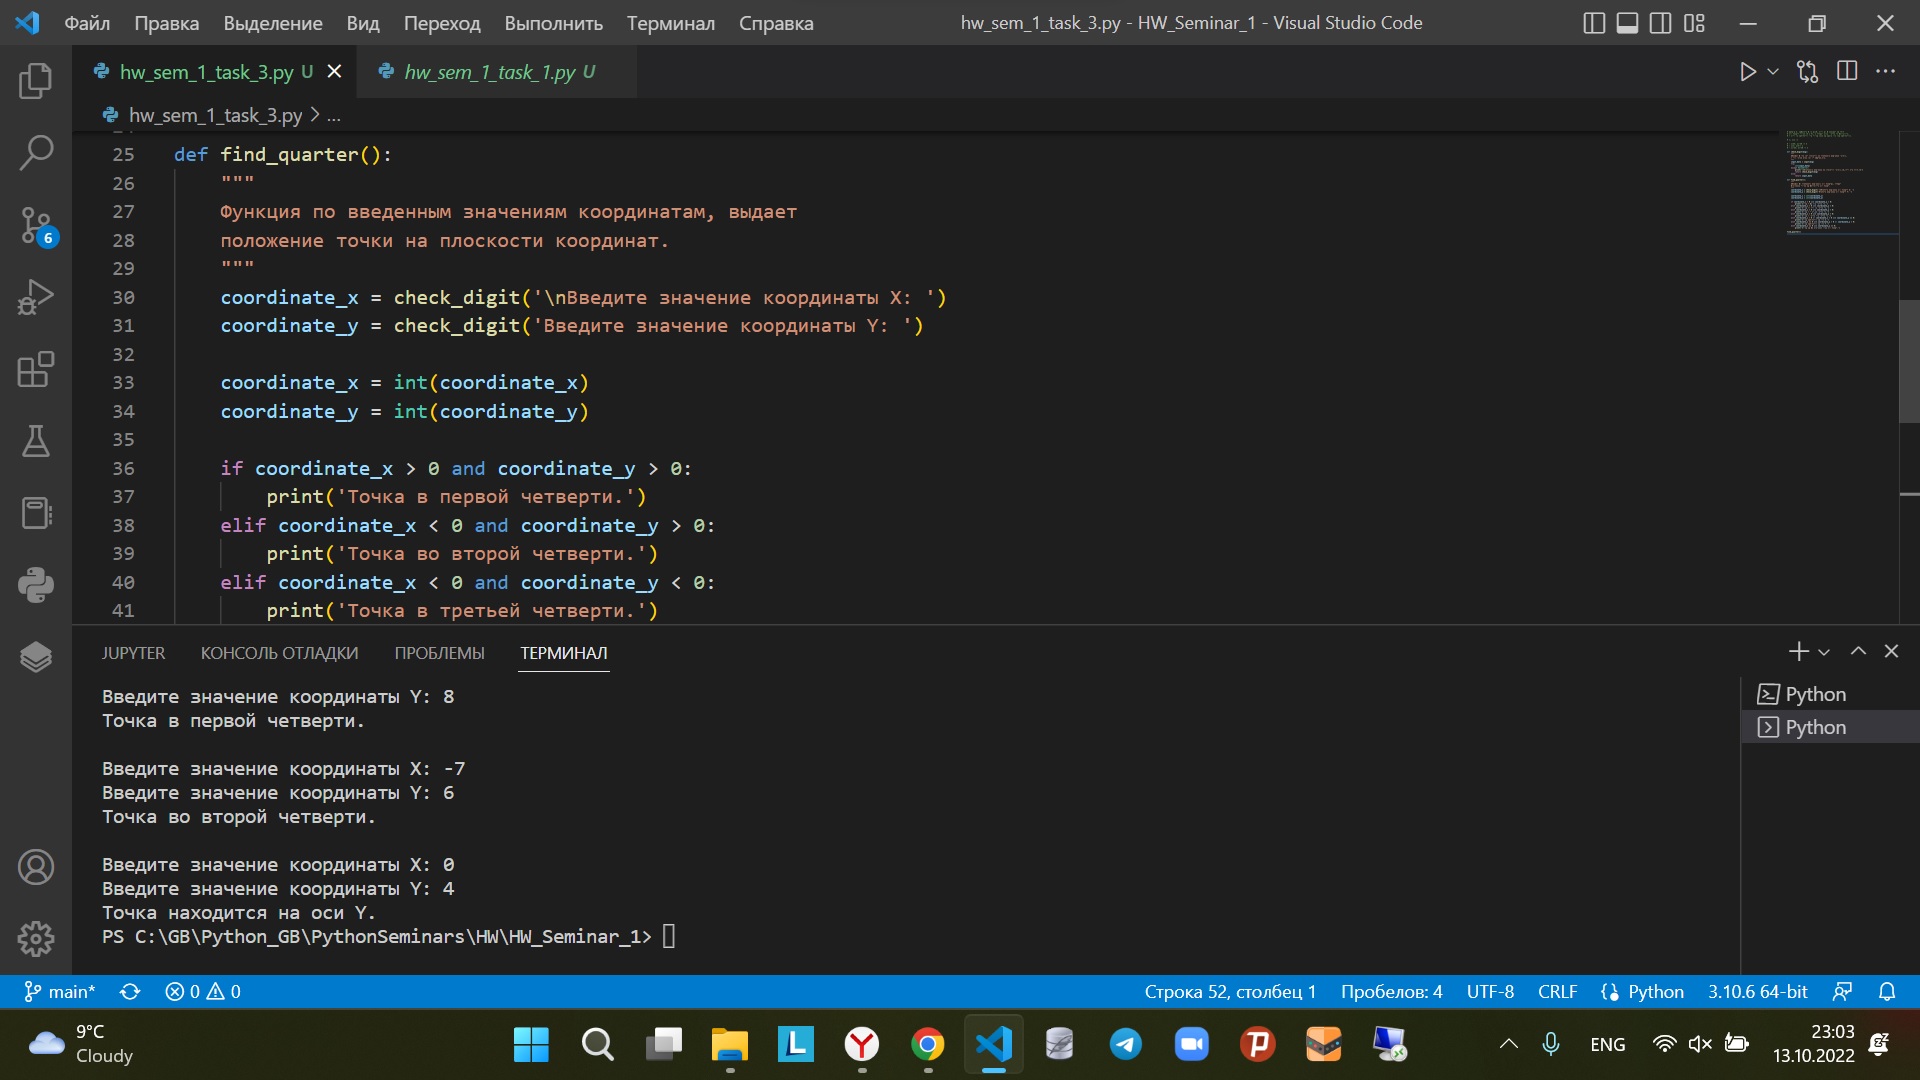 Файл Правка Выделение Вид Переход Выполнить Терминал Справка hw_sem_1_task_3.py - HW_Seminar_1 - Visual Studio Code
hw_sem_1_task_3.py U hw_sem_1_task_1.py U
hw_sem_1_task_3.py > ...
25 def find_quarter():
26 """
27 Функция по введенным значениям координатам, выдает
28 положение точки на плоскости координат.
29 """
30 coordinate_x = check_digit('\nВведите значение координаты X: ')
31 coordinate_y = check_digit('Введите значение координаты Y: ')
32
33 coordinate_x = int(coordinate_x)
34 coordinate_y = int(coordinate_y)
35
36 if coordinate_x > 0 and coordinate_y > 0:
37 print('Точка в первой четверти.')
38 elif coordinate_x < 0 and coordinate_y > 0:
39 print('Точка во второй четверти.')
40 elif coordinate_x < 0 and coordinate_y < 0:
41 print('Точка в третьей четверти.')
6
JUPYTER КОНСОЛЬ ОТЛАДКИ ПРОБЛЕМЫ ТЕРМИНАЛ
Введите значение координаты Y: 8
Точка в первой четверти.
Введите значение координаты X: -7
Введите значение координаты Y: 6
Точка во второй четверти.
Введите значение координаты X: 0
Введите значение координаты Y: 4
Точка находится на оси Y.
PS C:\GB\Python_GB\PythonSeminars\HW\HW_Seminar_1>
Python
Python
main* 0 0 Строка 52, столбец 1 Пробелов: 4 UTF-8 CRLF Python 3.10.6 64-bit
9°C
Cloudy
ENG
23:03
13.10.2022